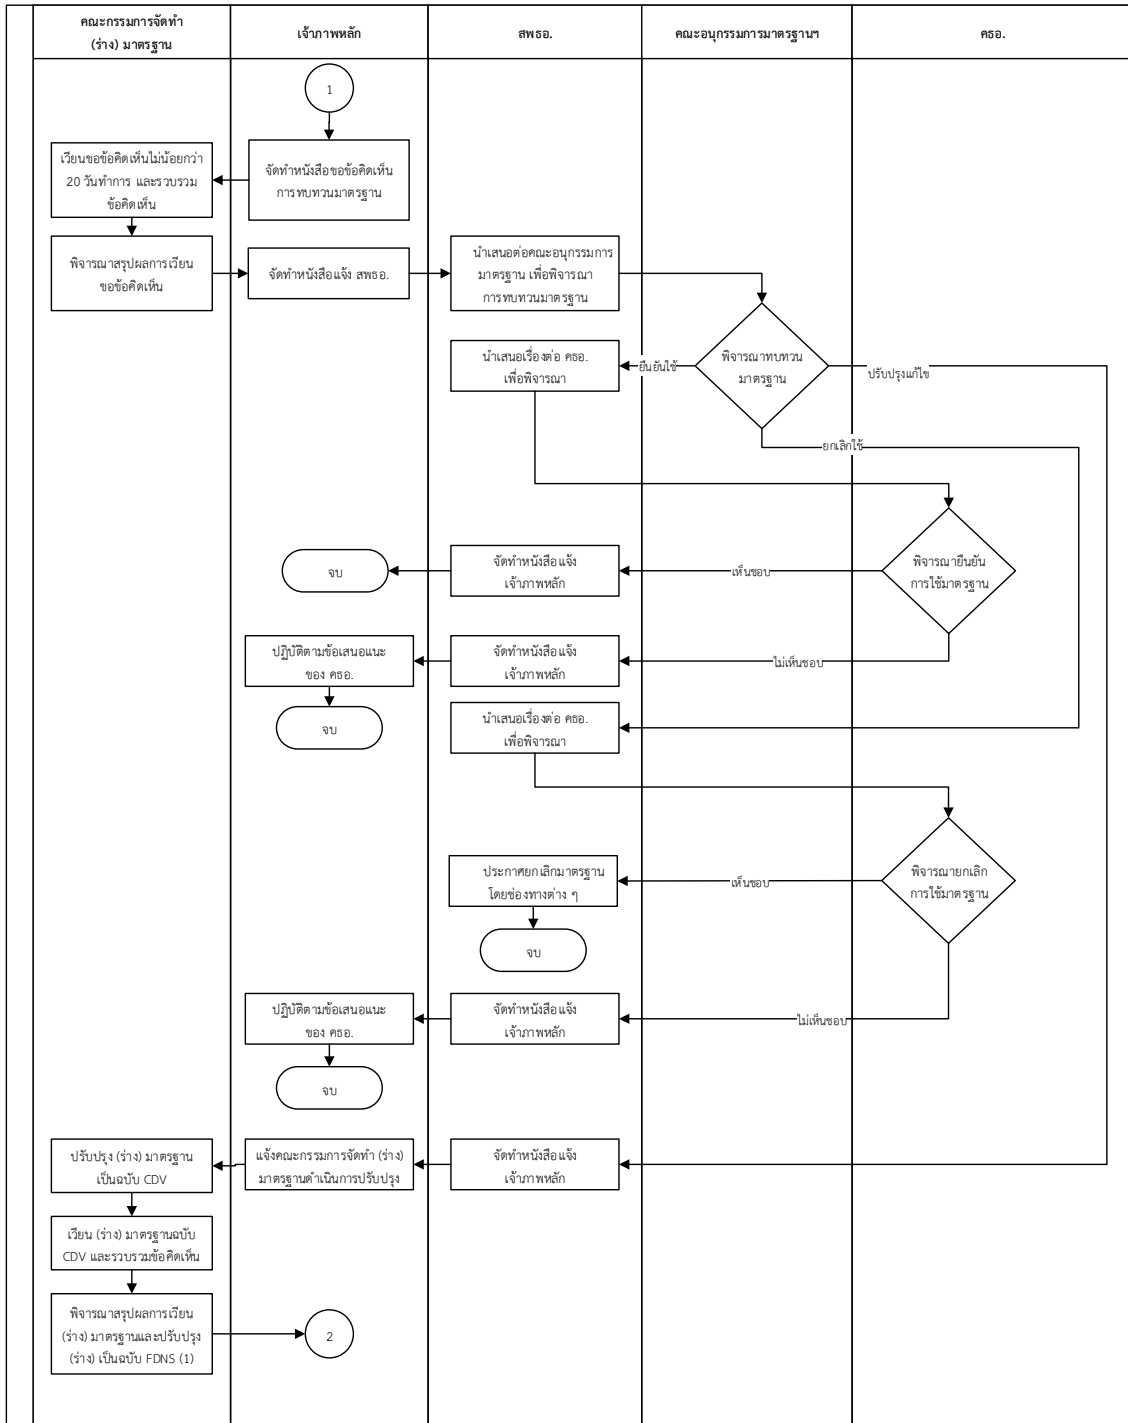 คณะกรรมการจัดทำ
(ร่าง) มาตรฐาน
เจ้าภาพหลัก
สพธอ.
คณะอนุกรรมการมาตรฐานฯ
คธอ.
1
เวียนขอข้อคิดเห็นไม่น้อยกว่า
20 วันทำการ และรวบรวม
ข้อคิดเห็น
จัดทำหนังสือขอข้อคิดเห็น
การทบทวนมาตรฐาน
พิจารณาสรุปผลการเวียน
ขอข้อคิดเห็น
จัดทำหนังสือแจ้ง สพธอ.
นำเสนอต่อคณะอนุกรรมการ
มาตรฐาน เพื่อพิจารณา
การทบทวนมาตรฐาน
นำเสนอเรื่องต่อ คธอ.
เพื่อพิจารณา
ยืนยันใช้
พิจารณาทบทวน
มาตรฐาน
ปรับปรุงแก้ไข
ยกเลิกใช้
จบ
จัดทำหนังสือแจ้ง
เจ้าภาพหลัก
เห็นชอบ
พิจารณายืนยัน
การใช้มาตรฐาน
ปฏิบัติตามข้อเสนอแนะ
ของ คธอ.
จัดทำหนังสือแจ้ง
เจ้าภาพหลัก
ไม่เห็นชอบ
จบ
นำเสนอเรื่องต่อ คธอ.
เพื่อพิจารณา
ประกาศยกเลิกมาตรฐาน
โดยช่องทางต่าง ๆ
เห็นชอบ
พิจารณายกเลิก
การใช้มาตรฐาน
จบ
ปฏิบัติตามข้อเสนอแนะ
ของ คธอ.
จัดทำหนังสือแจ้ง
เจ้าภาพหลัก
ไม่เห็นชอบ
จบ
ปรับปรุง (ร่าง) มาตรฐาน
เป็นฉบับ CDV
แจ้งคณะกรรมการจัดทำ (ร่าง)
มาตรฐานดำเนินการปรับปรุง
จัดทำหนังสือแจ้ง
เจ้าภาพหลัก
เวียน (ร่าง) มาตรฐานฉบับ
CDV และรวบรวมข้อคิดเห็น
พิจารณาสรุปผลการเวียน
(ร่าง) มาตรฐานและปรับปรุง
(ร่าง) เป็นฉบับ FDNS (1)
2